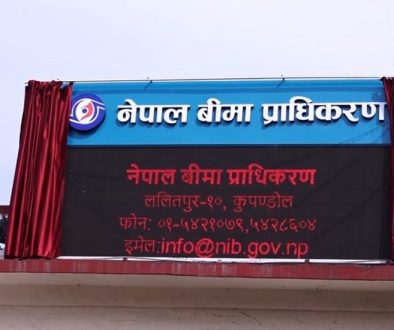 नेपाल बीमा प्राधिकरण
नेपाल बीमा प्राधिकरण
ललितपुर-१०, कुपण्डोल
फोन: ०१-५४२१०७९,५४२८६०४
इमेल:info@nib.gov.np